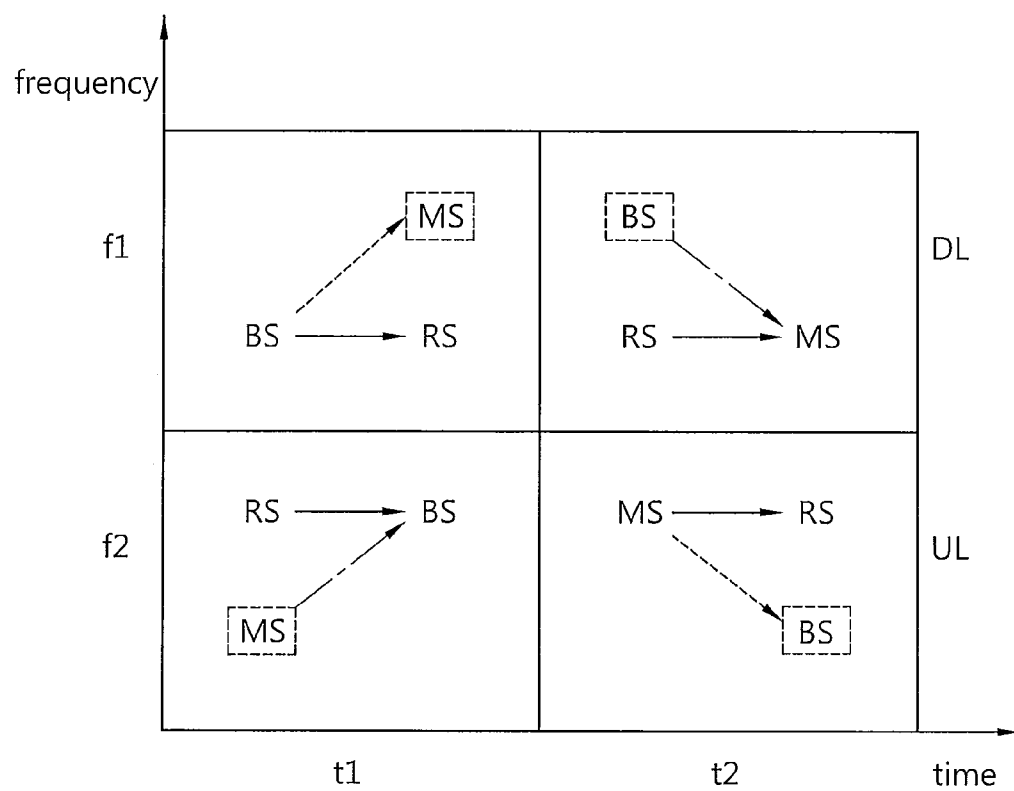 frequency
MS BS
f1 DL
BS RS RS MS
RS BS MS RS
f2 UL
MS BS
t1 t2 time